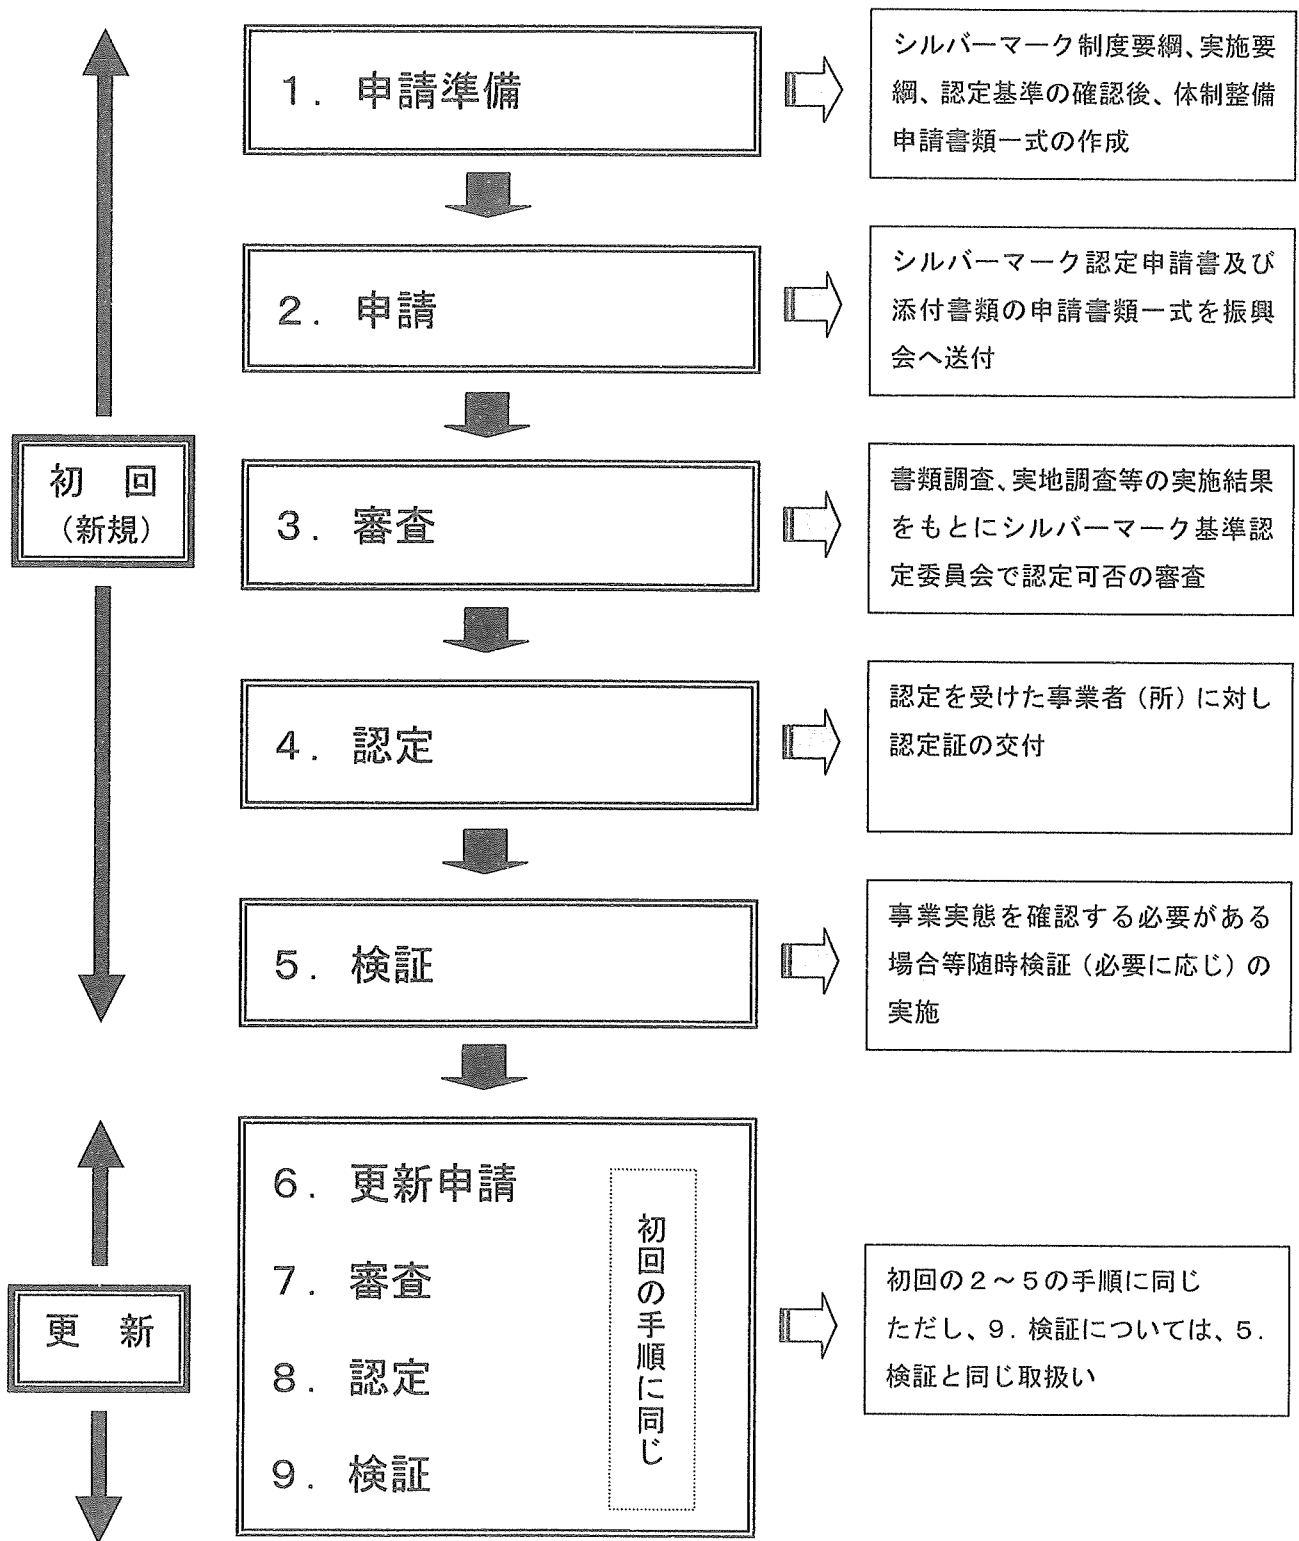 1．申請準備
シルバーマーク制度要綱、実施要
綱、認定基準の確認後、体制整備
申請書類一式の作成
2．申請
シルバーマーク認定申請書及び
添付書類の申請書類一式を振興
会へ送付
初　回
（新規）
3．審査
書類調査、実地調査等の実施結果
をもとにシルバーマーク基準認
定委員会で認定可否の審査
4．認定
認定を受けた事業者（所）に対し
認定証の交付
5．検証
事業実態を確認する必要がある
場合等随時検証（必要に応じ）の
実施
更　新
6．更新申請
7．審査
8．認定
9．検証
初回の手順に同じ
初回の2～5の手順に同じ
ただし、9．検証については、5．
検証と同じ取扱い